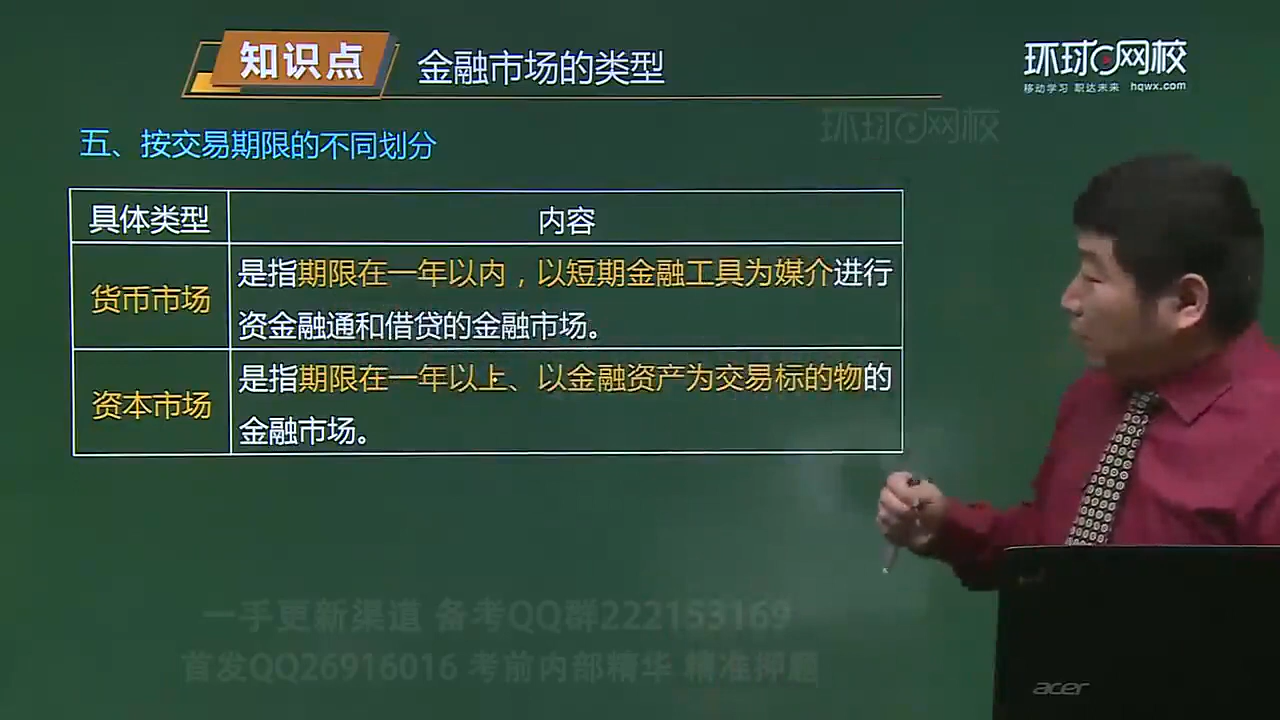 知识点
金融市场的类型
环球网校
移动学习 职达未来 hqwx.com
环球网校
五、按交易期限的不同划分
具体类型
内容
货币市场
是指期限在一年以内，以短期金融工具为媒介进行
资金融通和借贷的金融市场。
资本市场
是指期限在一年以上、以金融资产为交易标的物的
金融市场。
一手更新渠道 备考QQ群222153169
首发QQ26916016 考前内部精华 精准押题
acer